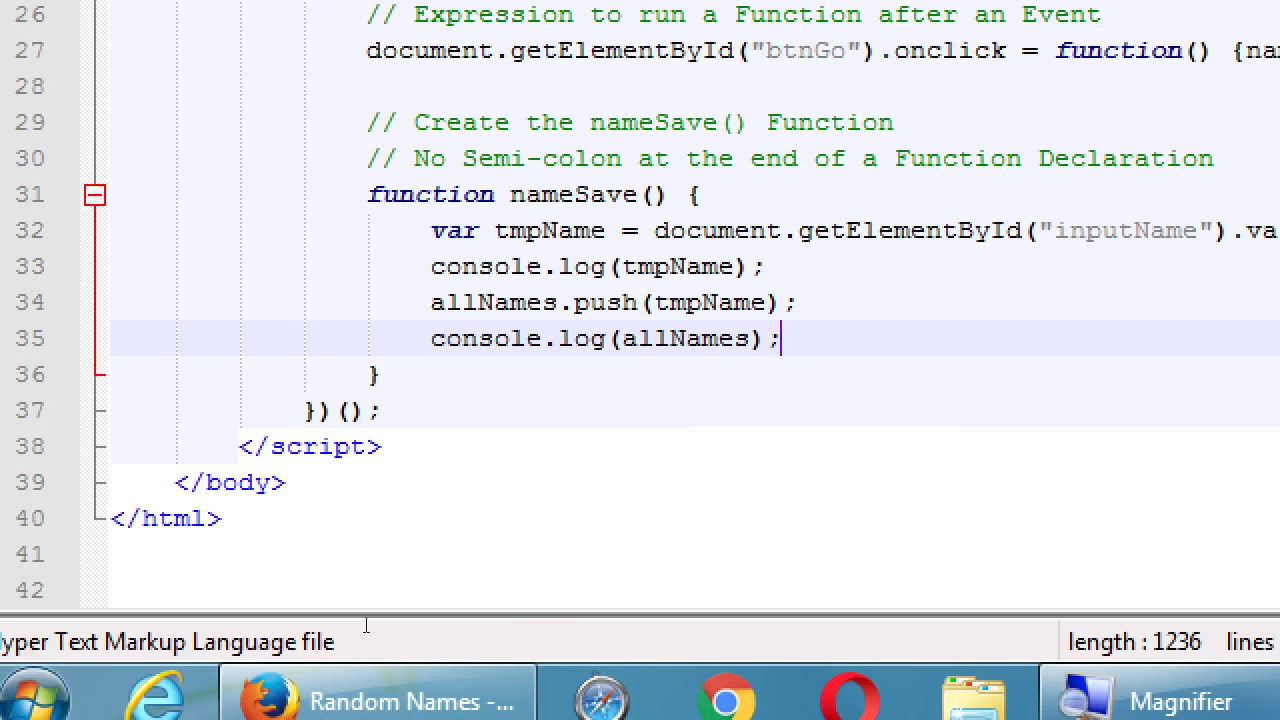 26 // Expression to run a Function after an Event
27 document.getElementById("btnGo").onclick = function() {na
28
29 // Create the nameSave() Function
30 // No Semi-colon at the end of a Function Declaration
31 function nameSave() {
32 var tmpName = document.getElementById("inputName").va
33 console.log(tmpName);
34 allNames.push(tmpName);
35 console.log(allNames);
36 }
37 })();
38 </script>
39 </body>
40 </html>
41
42
yper Text Markup Language file length : 1236 lines
Random Names -... Magnifier